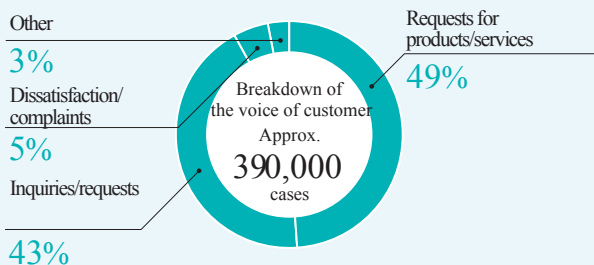 Other
3%
Dissatisfaction/
complaints
5%
Inquiries/requests
43%
Breakdown of
the voice of customer
Approx.
390,000
cases
Requests for
products/services
49%